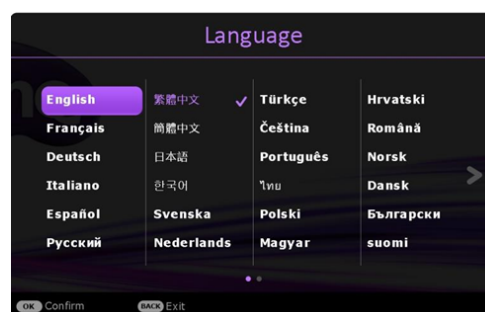 Language
English
Français
Deutsch
Italiano
Español
Русский
繁體中文
簡體中文
日本語
한국어
Svenska
Nederlands
Türkçe
Čeština
Português
ไทย
Polski
Magyar
Hrvatski
Română
Norsk
Dansk
Български
suomi
OK Confirm
BACK Exit